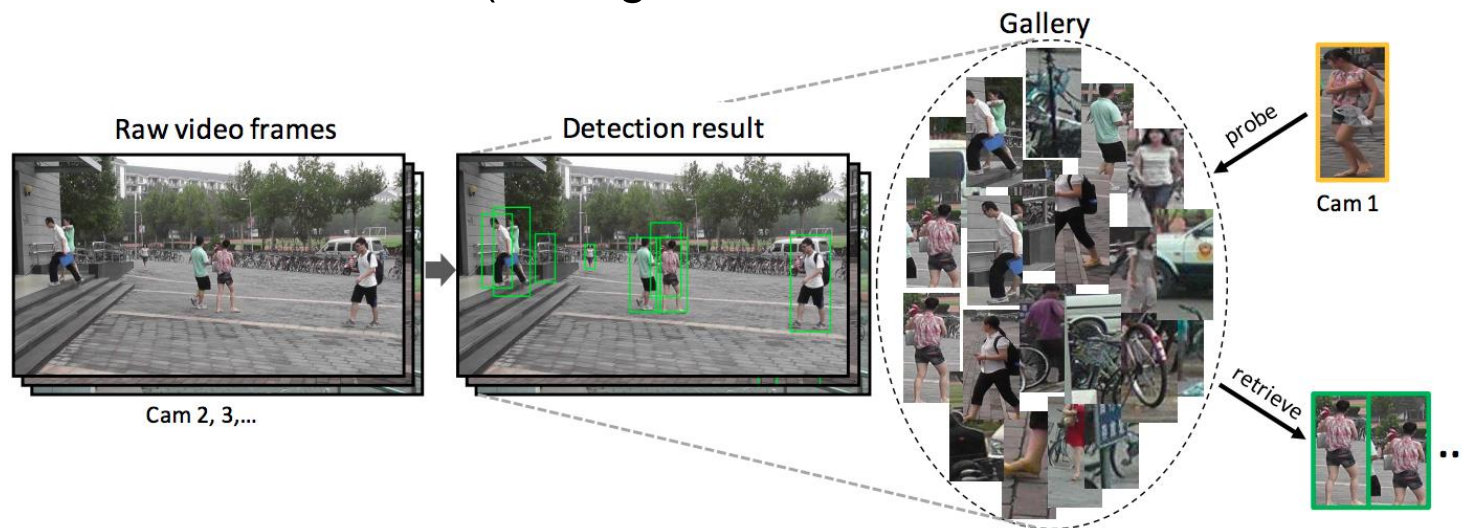 Gallery
Raw video frames
Detection result
probe
Cam 1
Cam 2, 3,...
retrieve
..